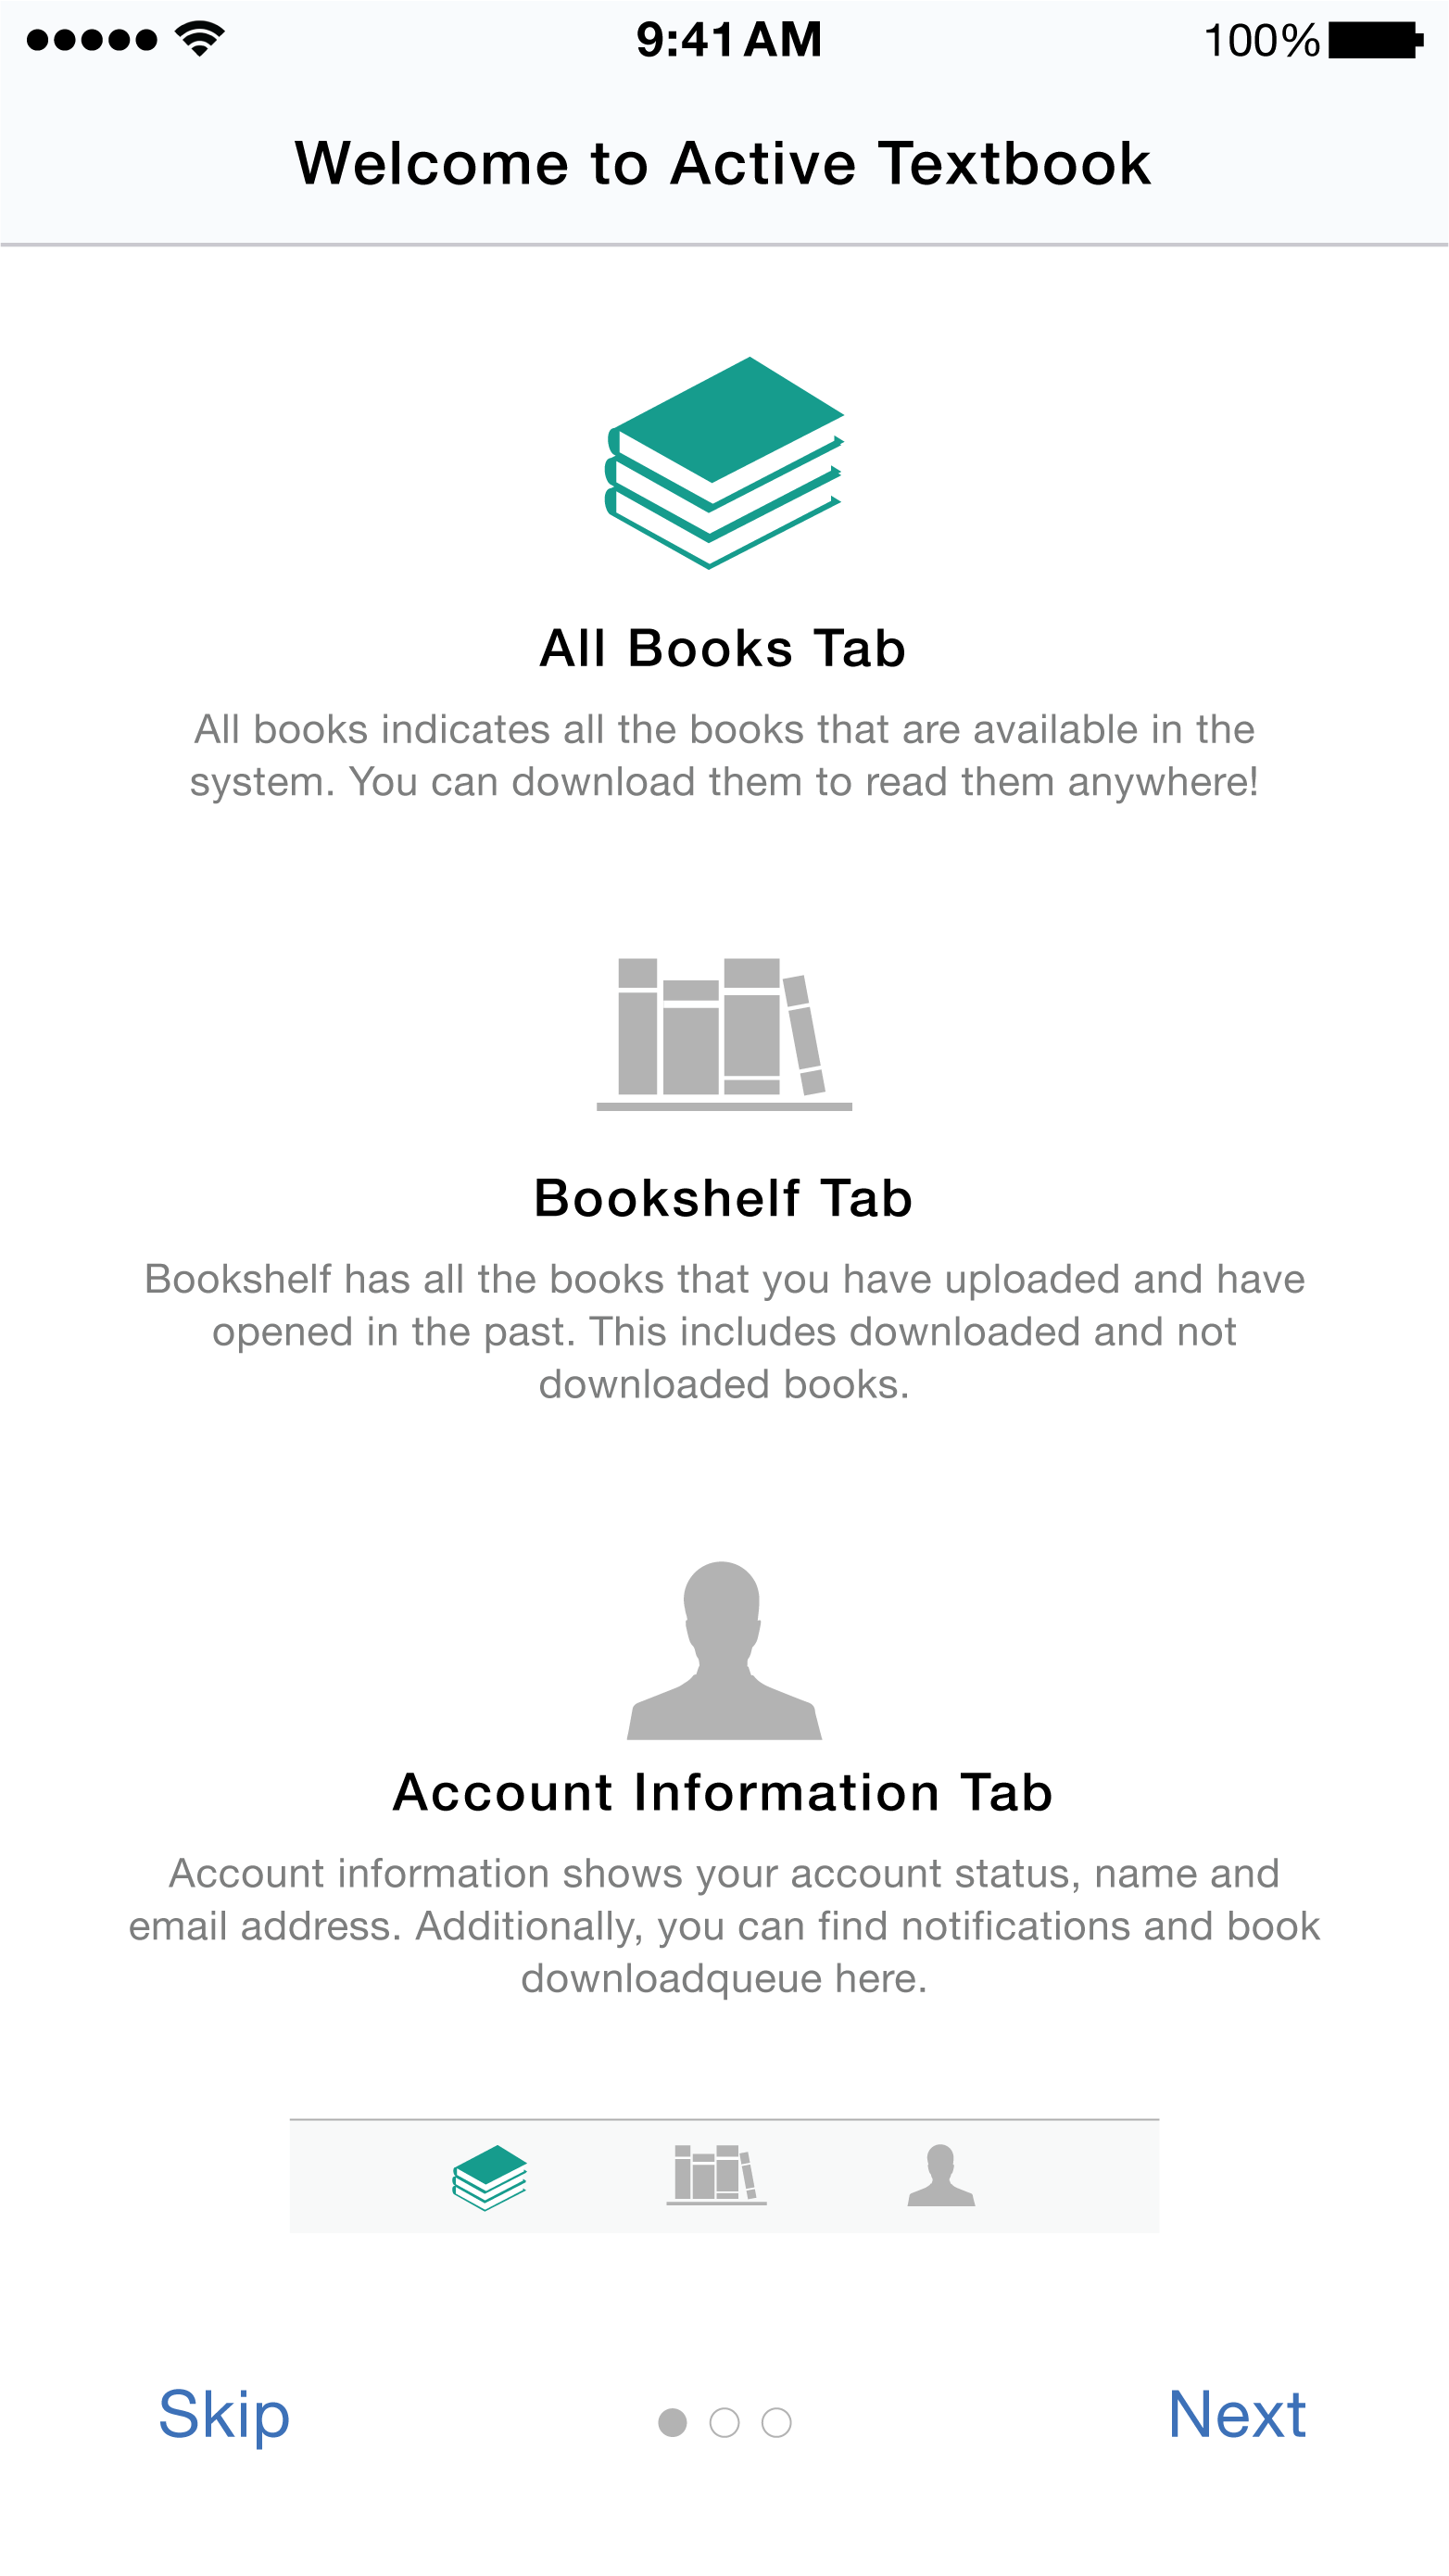 9:41 AM
100%
Welcome to Active Textbook
All Books Tab
All books indicates all the books that are available in the
system. You can download them to read them anywhere!
Bookshelf Tab
Bookshelf has all the books that you have uploaded and have
opened in the past. This includes downloaded and not
downloaded books.
Account Information Tab
Account information shows your account status, name and
email address. Additionally, you can find notifications and book
downloadqueue here.
Skip
Next